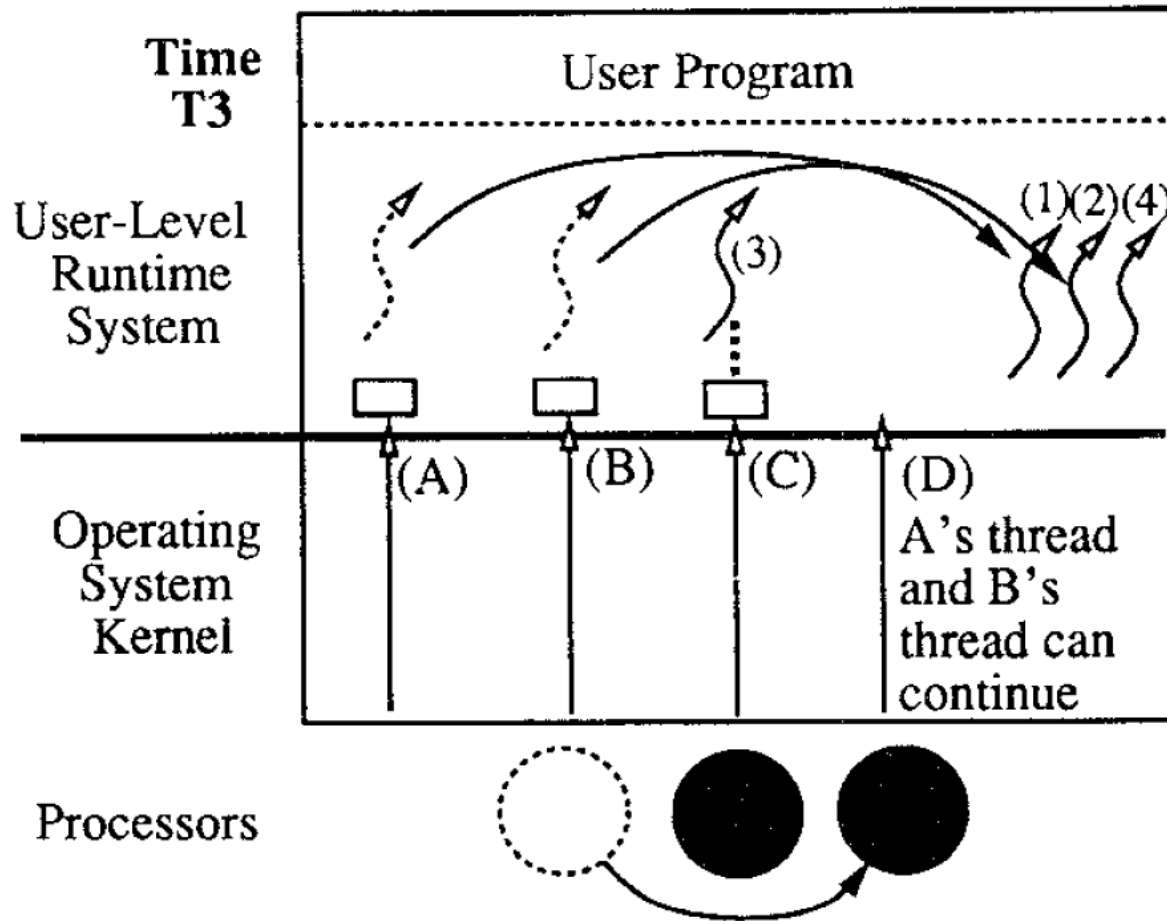 Time
T3
User Program
User-Level
Runtime
System
(1)(2)(4)
(3)
(A)
(B)
(C)
(D)
A's thread
and B's
thread can
continue
Operating
System
Kernel
Processors